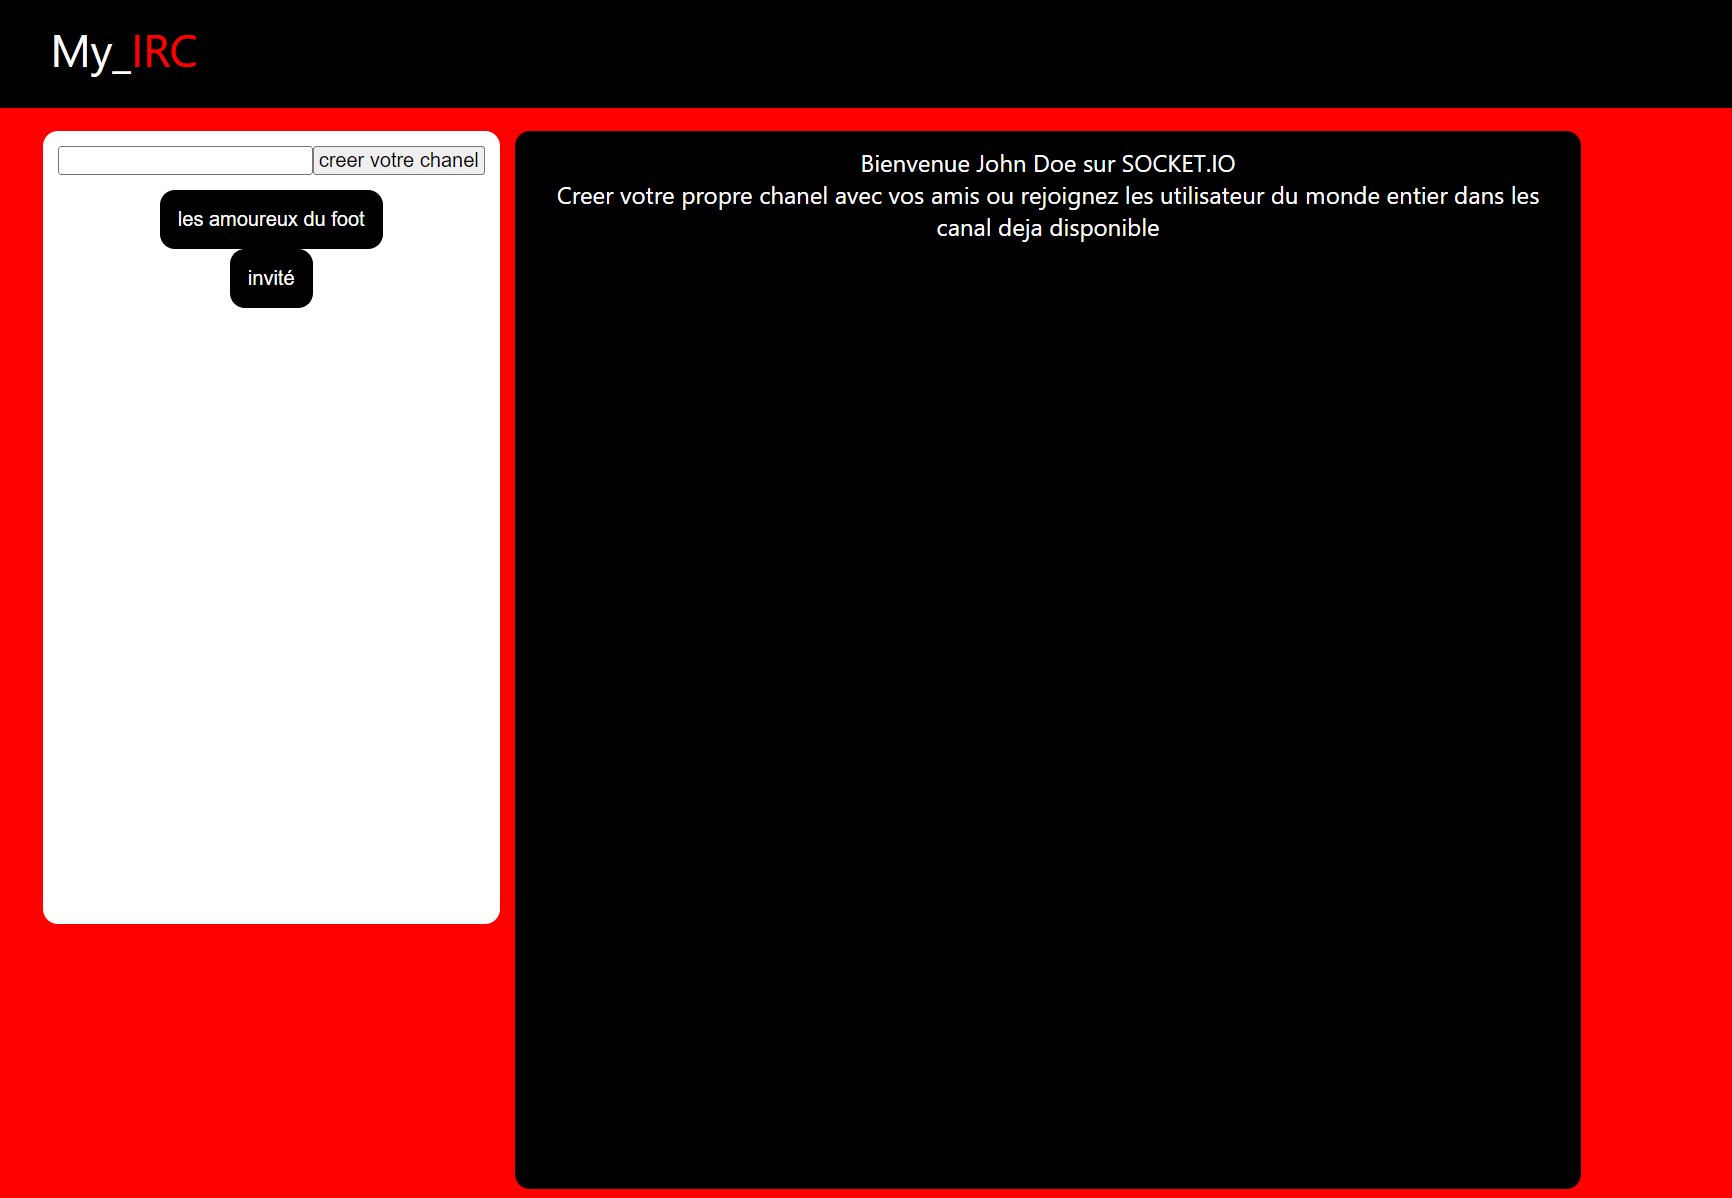 My_IRC
creer votre chanel
les amoureux du foot
invité
Bienvenue John Doe sur SOCKET.IO
Creer votre propre chanel avec vos amis ou rejoignez les utilisateur du monde entier dans les
canal deja disponible